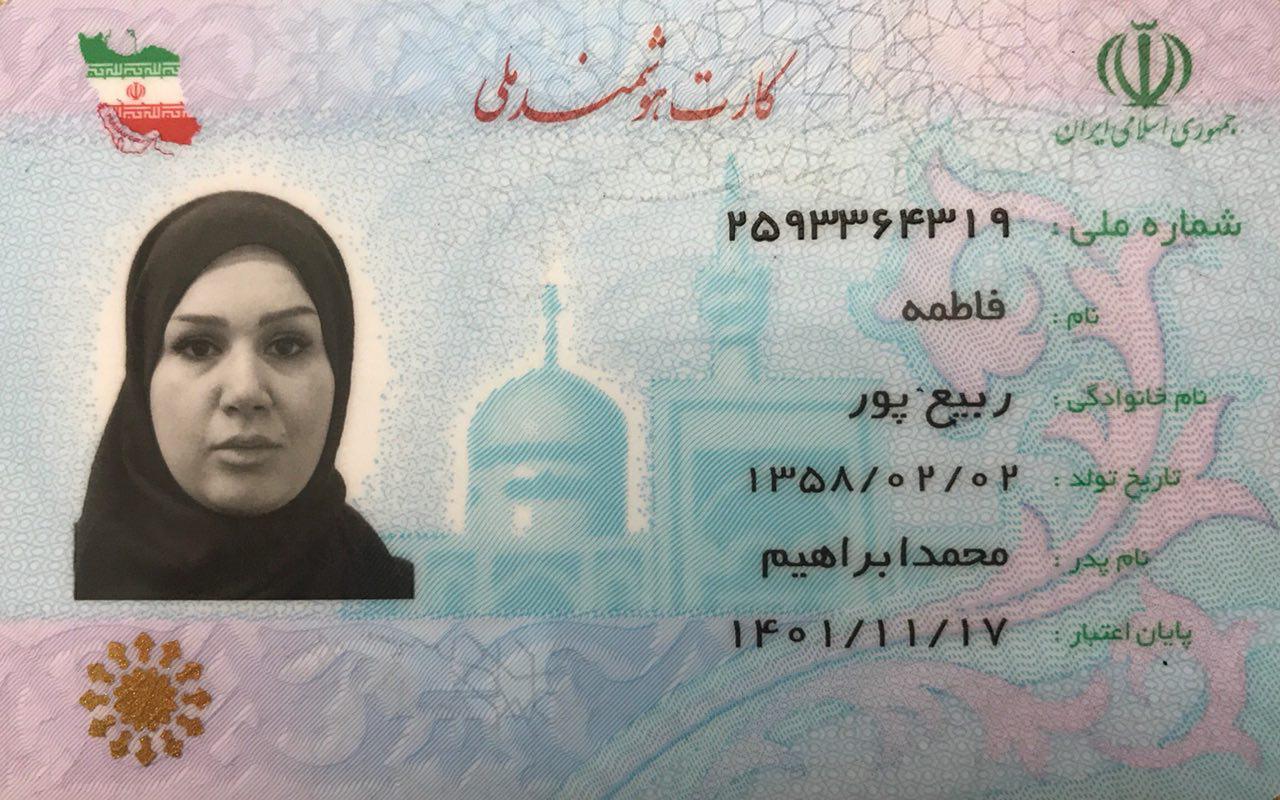 کارت هوشمند ملی
جمهوری اسلامی ایران
شماره ملی : ۲۵۹۳۳۶۴۳۱۹
نام : فاطمه
نام خانوادگی : ربیع پور
تاریخ تولد : ۱۳۵۸/۰۲/۰۲
نام پدر : محمدابراهیم
پایان اعتبار : ۱۴۰۱/۱۱/۱۷